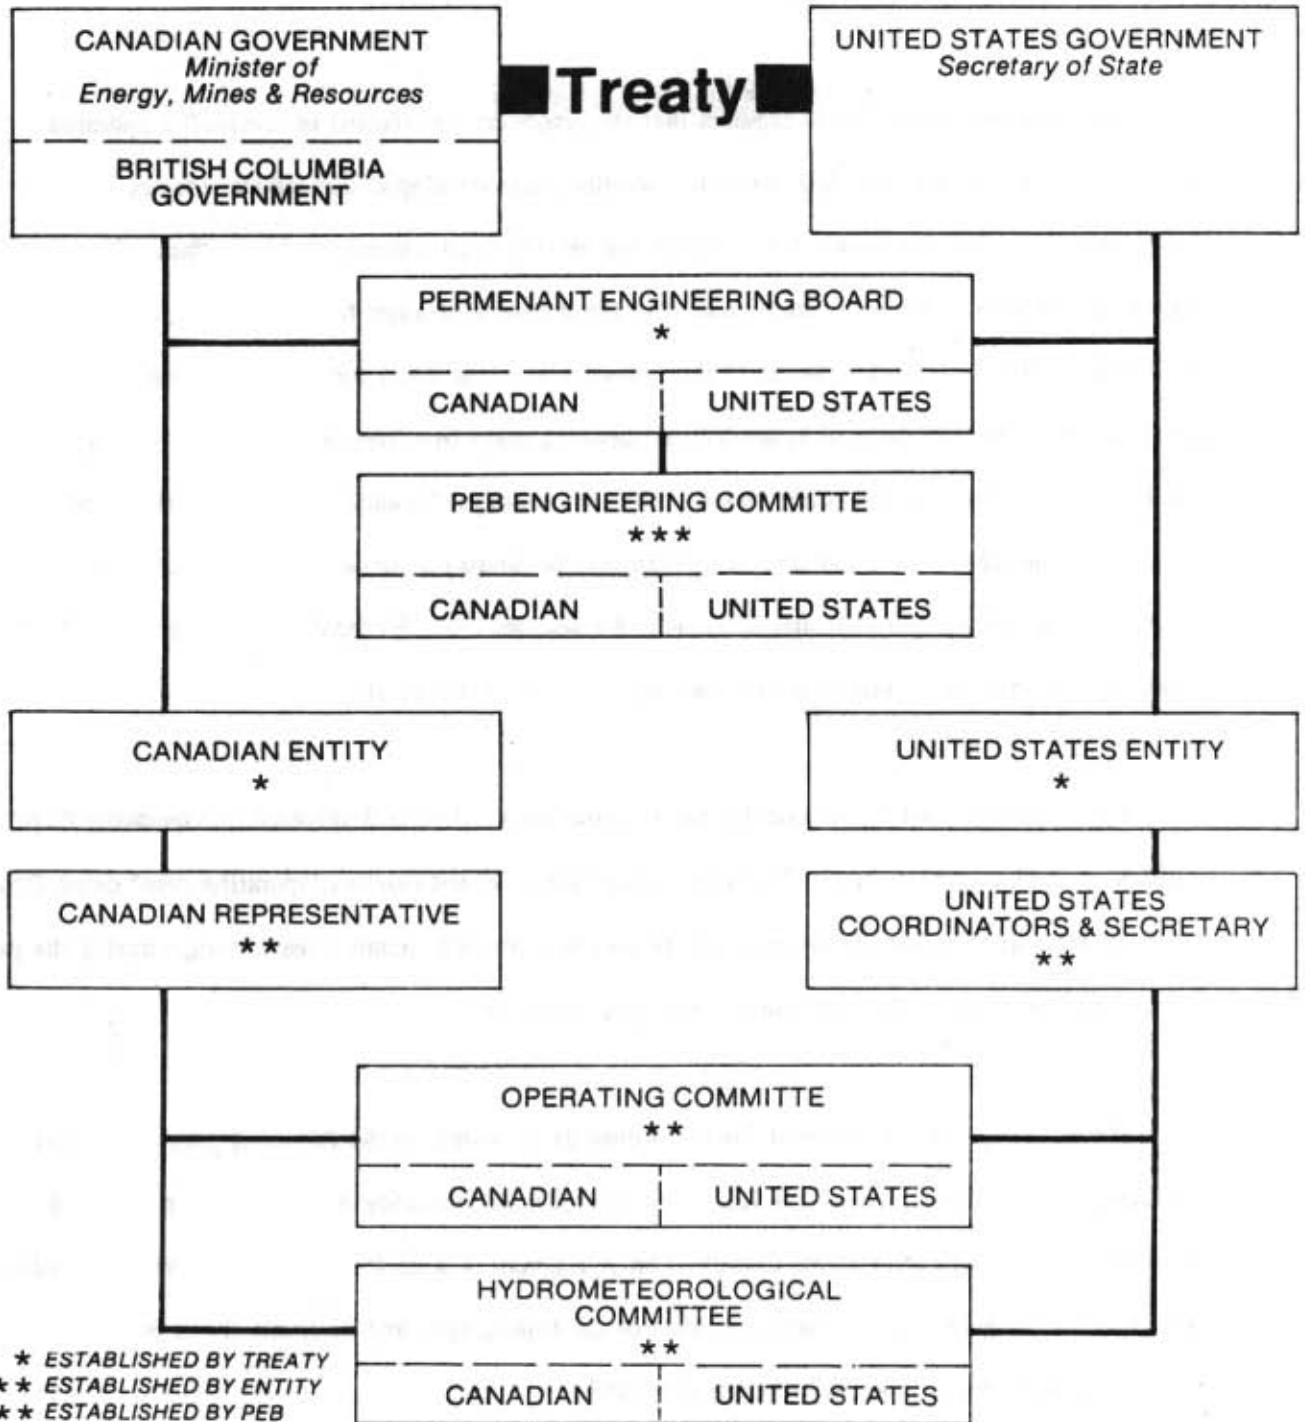 CANADIAN GOVERNMENT
Minister of
Energy, Mines & Resources
BRITISH COLUMBIA
GOVERNMENT
Treaty
UNITED STATES GOVERNMENT
Secretary of State
PERMENANT ENGINEERING BOARD
*
CANADIAN
UNITED STATES
PEB ENGINEERING COMMITTE
***
CANADIAN
UNITED STATES
CANADIAN ENTITY
*
UNITED STATES ENTITY
*
CANADIAN REPRESENTATIVE
**
UNITED STATES
COORDINATORS & SECRETARY
**
OPERATING COMMITTE
**
CANADIAN
UNITED STATES
HYDROMETEOROLOGICAL
COMMITTEE
**
CANADIAN
UNITED STATES
* ESTABLISHED BY TREATY
** ESTABLISHED BY ENTITY
** ESTABLISHED BY PEB